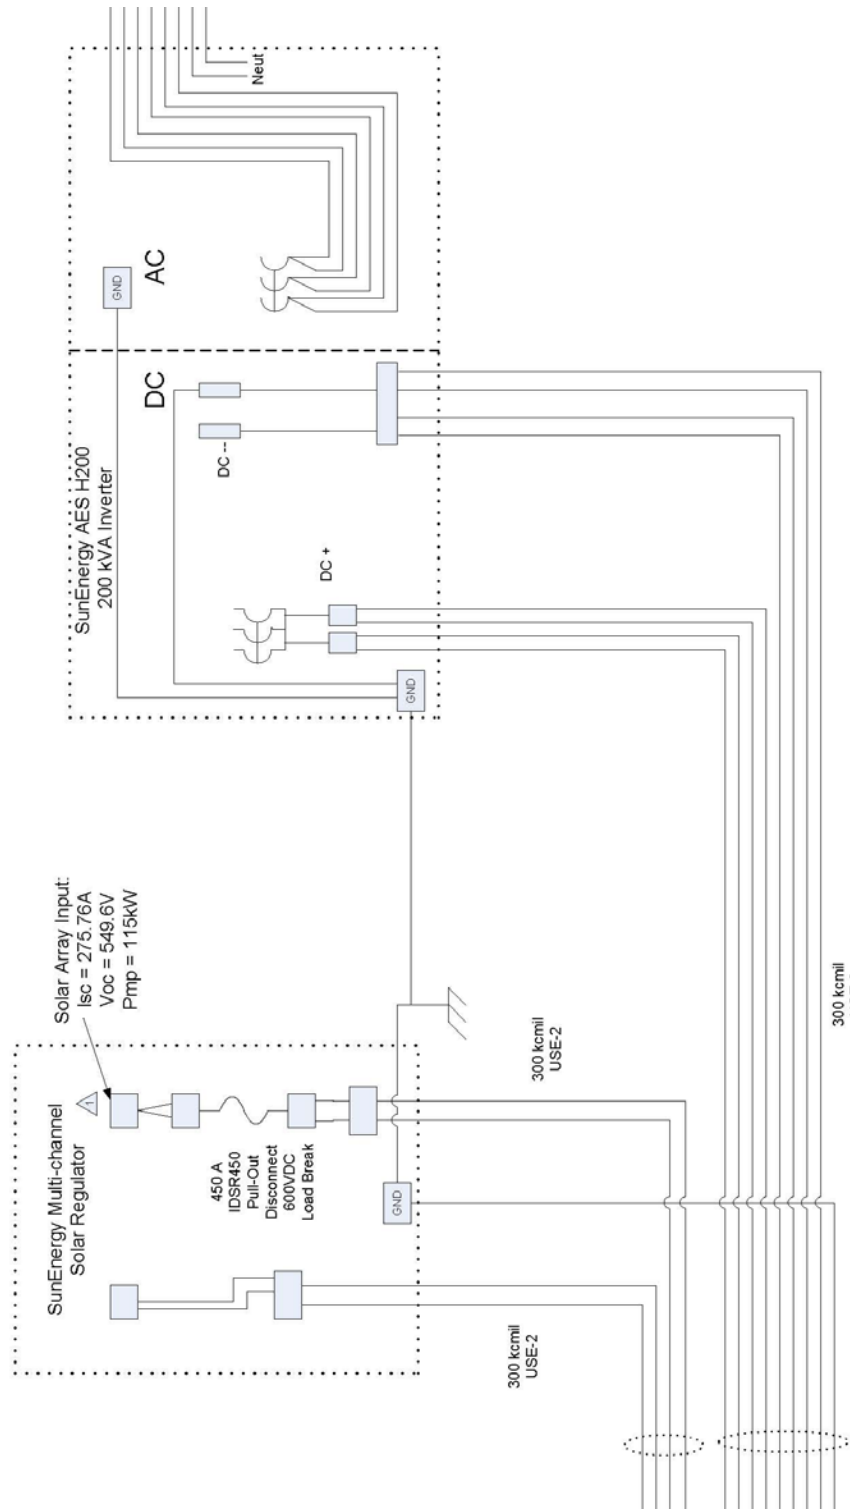 SunEnergy Multi-channel
Solar Regulator
1
Solar Array Input:
Isc = 275.76A
Voc = 549.6V
Pmp = 115kW
450 A
IDSR450
Pull-Out
Disconnect
600VDC
Load Break
GND
300 kcmil
USE-2
300 kcmil
USE-2
300 kcmil
SunEnergy AES H200
200 kVA Inverter
DC
DC --
DC +
GND
AC
GND
Neut